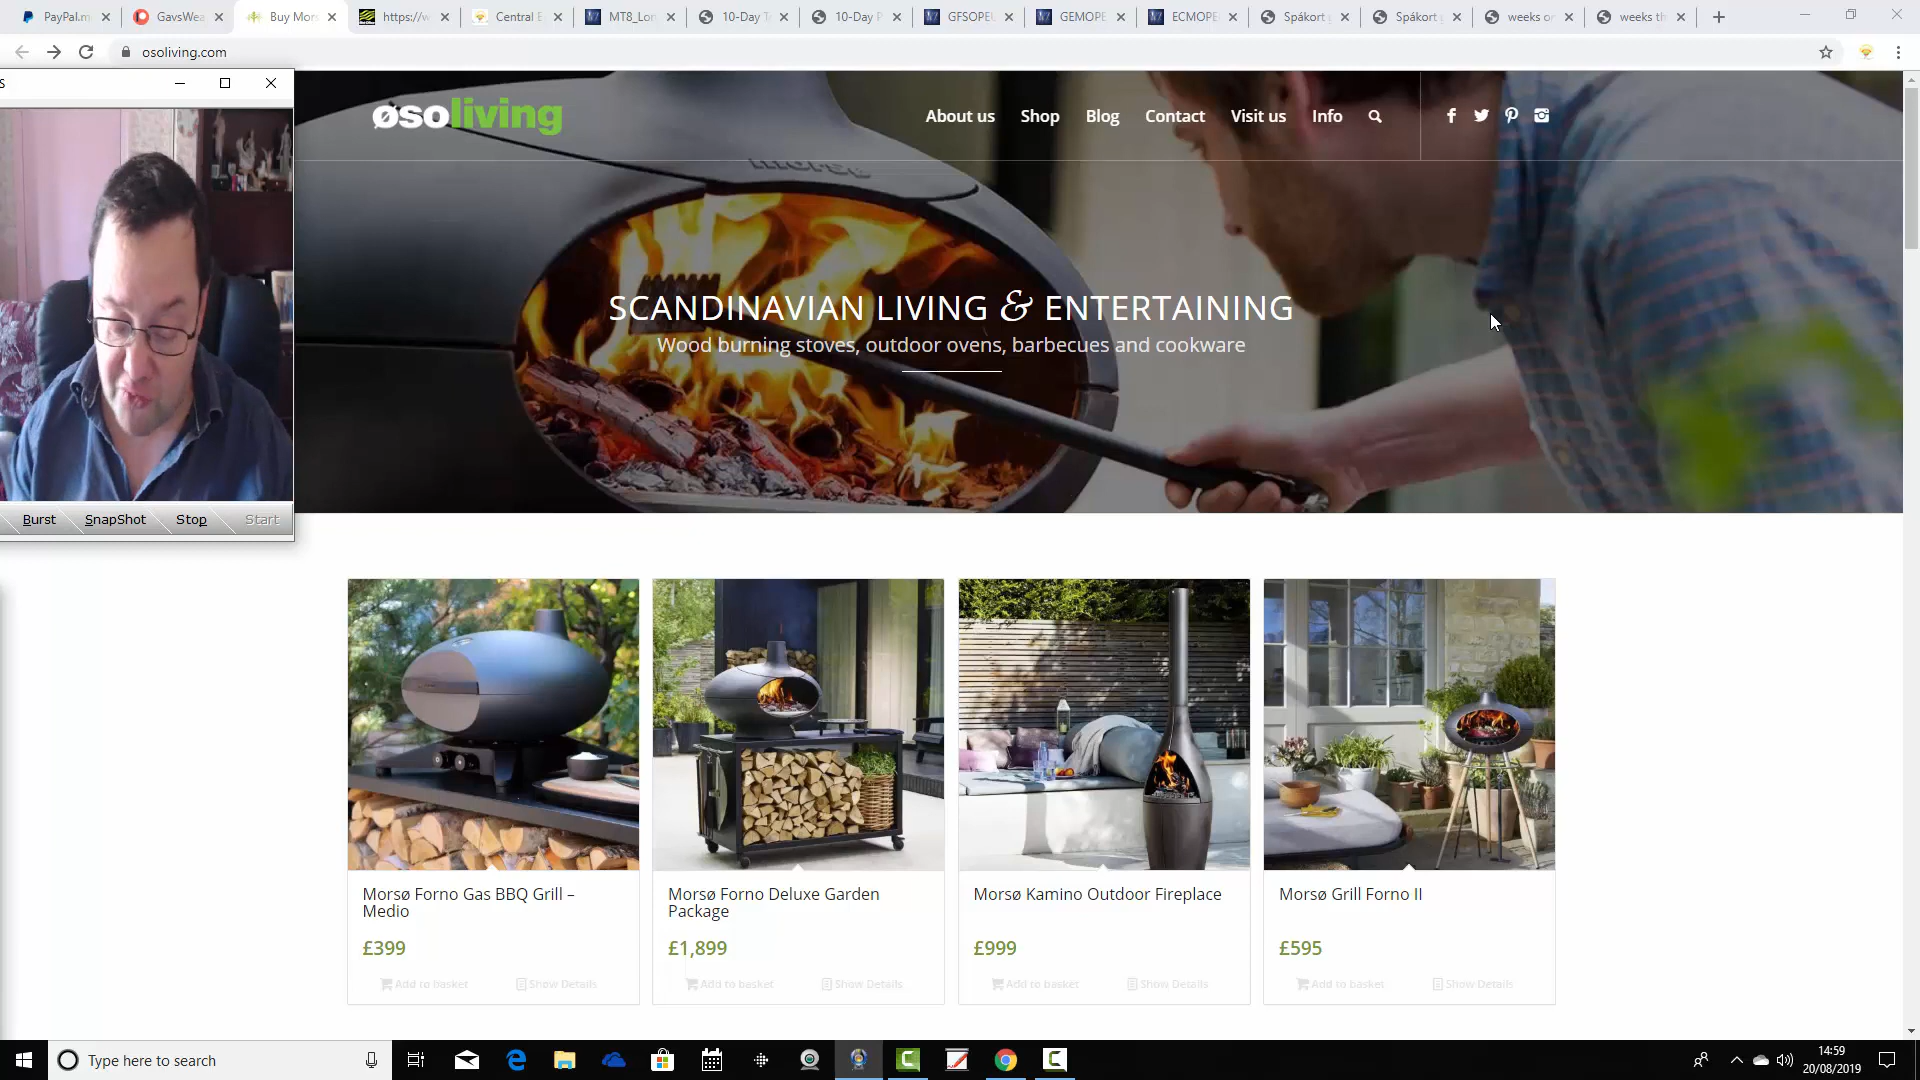 PayPal.m
GavsWea
Buy Mors
https://w
Central E
MT8_Lon
10-Day T
10-Day P
GFSOPEU
GEMOPE
ECMOPE
Spákort
Spákort
weeks o
weeks th
osoliving.com
S
øsoliving
About us
Shop
Blog
Contact
Visit us
Info
morsø
SCANDINAVIAN LIVING & ENTERTAINING
Wood burning stoves, outdoor ovens, barbecues and cookware
Burst
SnapShot
Stop
Start
Morsø Forno Gas BBQ Grill –
Medio
£399
Add to basket
Show Details
Morsø Forno Deluxe Garden
Package
£1,899
Add to basket
Show Details
Morsø Kamino Outdoor Fireplace
£999
Add to basket
Show Details
Morsø Grill Forno II
£595
Add to basket
Show Details
Type here to search
14:59
20/08/2019